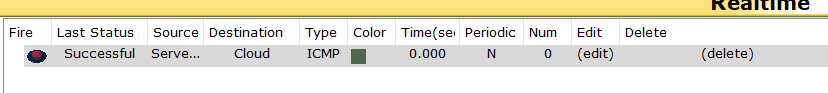 Realtime
Fire Last Status Source Destination Type Color Time(sec Periodic Num Edit Delete
Successful Serve... Cloud ICMP 0.000 N 0 (edit) (delete)